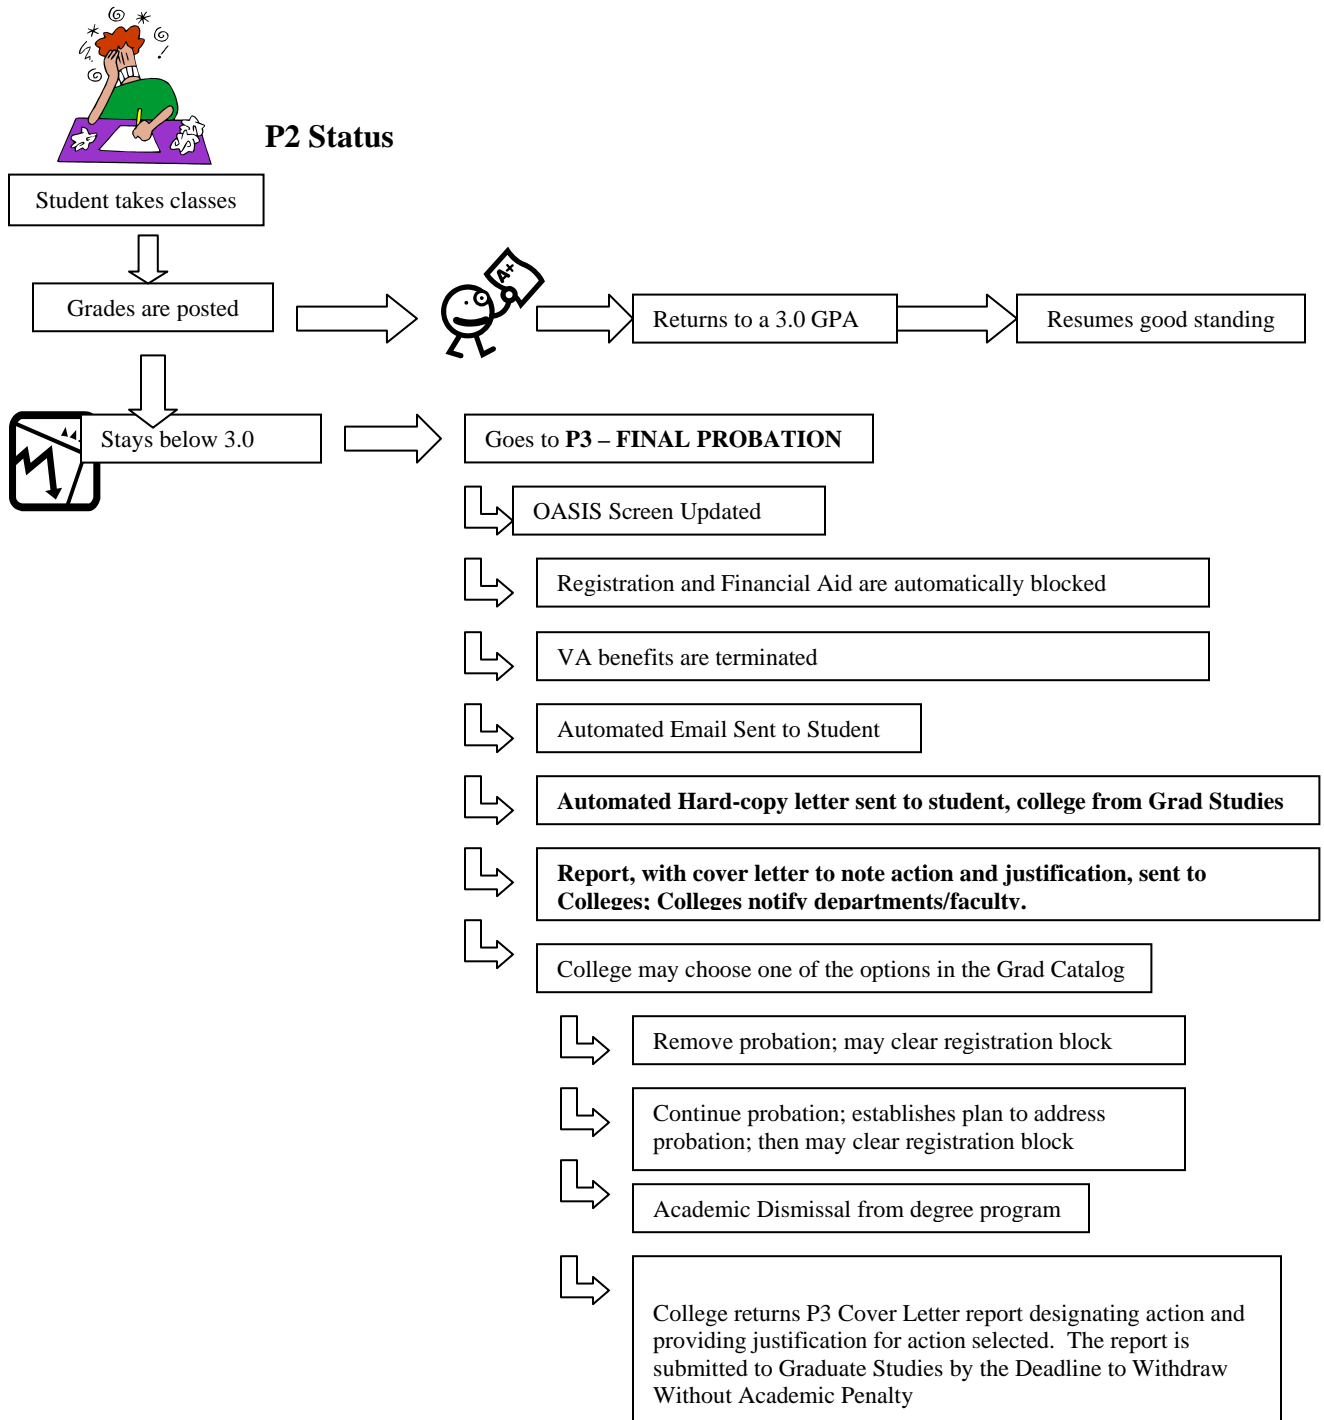 P2 Status
Student takes classes
Grades are posted
A+
Returns to a 3.0 GPA
Resumes good standing
Stays below 3.0
Goes to P3 – FINAL PROBATION
OASIS Screen Updated
Registration and Financial Aid are automatically blocked
VA benefits are terminated
Automated Email Sent to Student
Automated Hard-copy letter sent to student, college from Grad Studies
Report, with cover letter to note action and justification, sent to
Colleges; Colleges notify departments/faculty.
College may choose one of the options in the Grad Catalog
Remove probation; may clear registration block
Continue probation; establishes plan to address
probation; then may clear registration block
Academic Dismissal from degree program
College returns P3 Cover Letter report designating action and
providing justification for action selected.  The report is
submitted to Graduate Studies by the Deadline to Withdraw
Without Academic Penalty